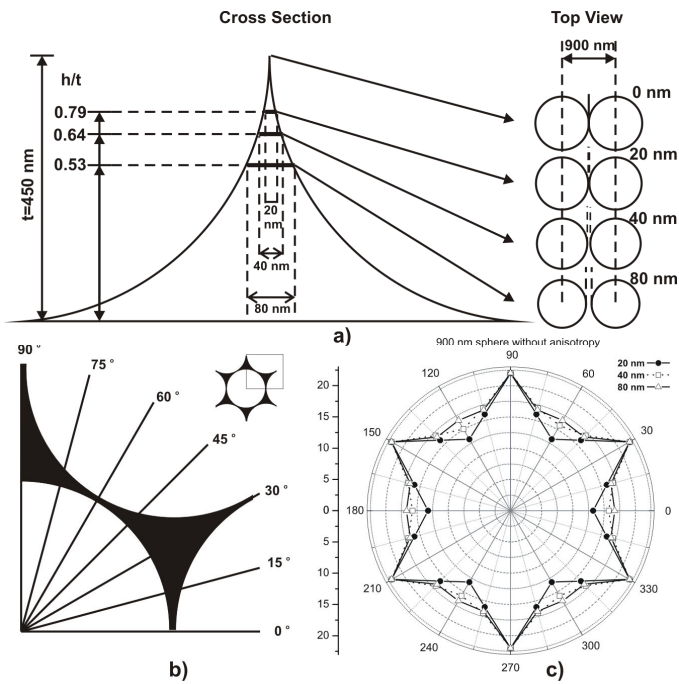 Cross Section
Top View
900 nm
h/t
0.79
0.64
0.53
t=450 nm
20
nm
40 nm
80 nm
0 nm
20 nm
40 nm
80 nm
a)
90 °
75 °
60 °
45 °
30 °
15 °
0 °
b)
900 nm sphere without anisotropy
20 nm
40 nm
80 nm
20
15
10
5
0
5
10
15
20
90
60
30
0
330
300
270
240
210
180
150
120
c)